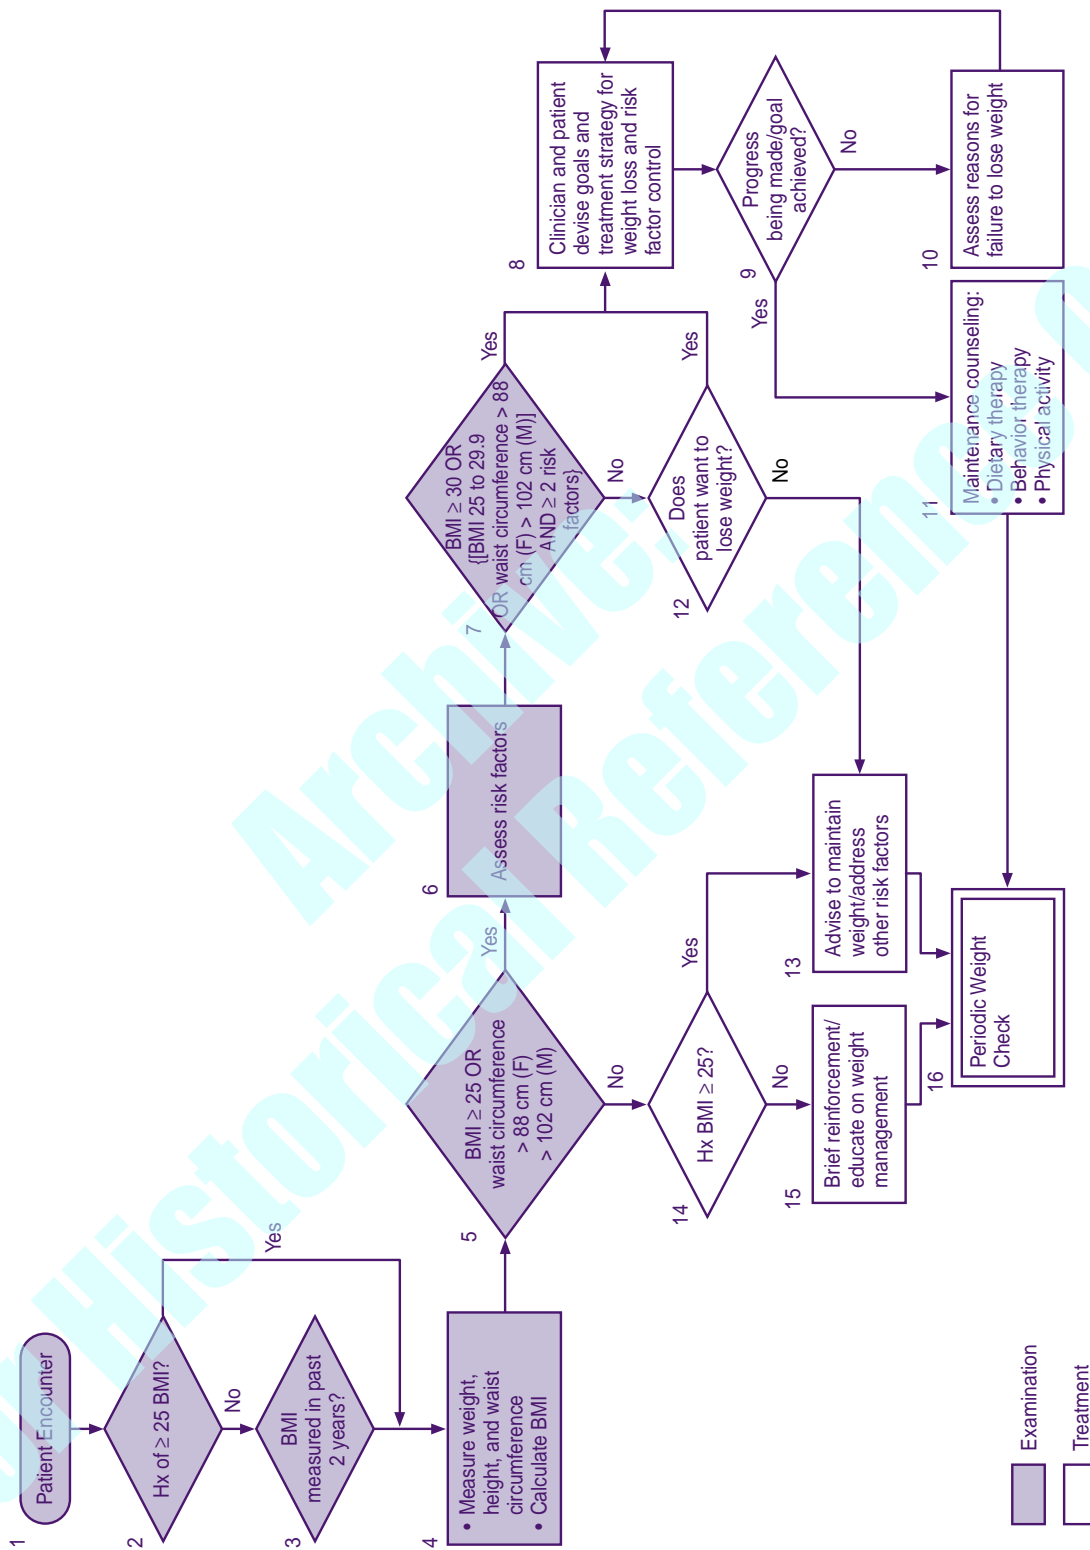 1
Patient Encounter
2
Hx of ≥ 25 BMI?
Yes
No
3
BMI
measured in past
2 years?
4
• Measure weight,
height, and waist
circumference
• Calculate BMI
5
BMI ≥ 25 OR
waist circumference
> 88 cm (F)
> 102 cm (M)
Yes
No
6
Assess risk factors
7
BMI ≥ 30 OR
{[BMI 25 to 29.9
OR waist circumference > 88
cm (F) > 102 cm (M)]
AND ≥ 2 risk
factors}
Yes
No
8
Clinician and patient
devise goals and
treatment strategy for
weight loss and risk
factor control
9
Progress
being made/goal
achieved?
Yes
No
10
Assess reasons for
failure to lose weight
11
Maintenance counseling:
• Dietary therapy
• Behavior therapy
• Physical activity
12
Does
patient want to
lose weight?
Yes
No
13
Advise to maintain
weight/address
other risk factors
14
Hx BMI ≥ 25?
Yes
No
15
Brief reinforcement/
educate on weight
management
16
Periodic Weight
Check
Examination
Treatment
Archive,
Historical Reference